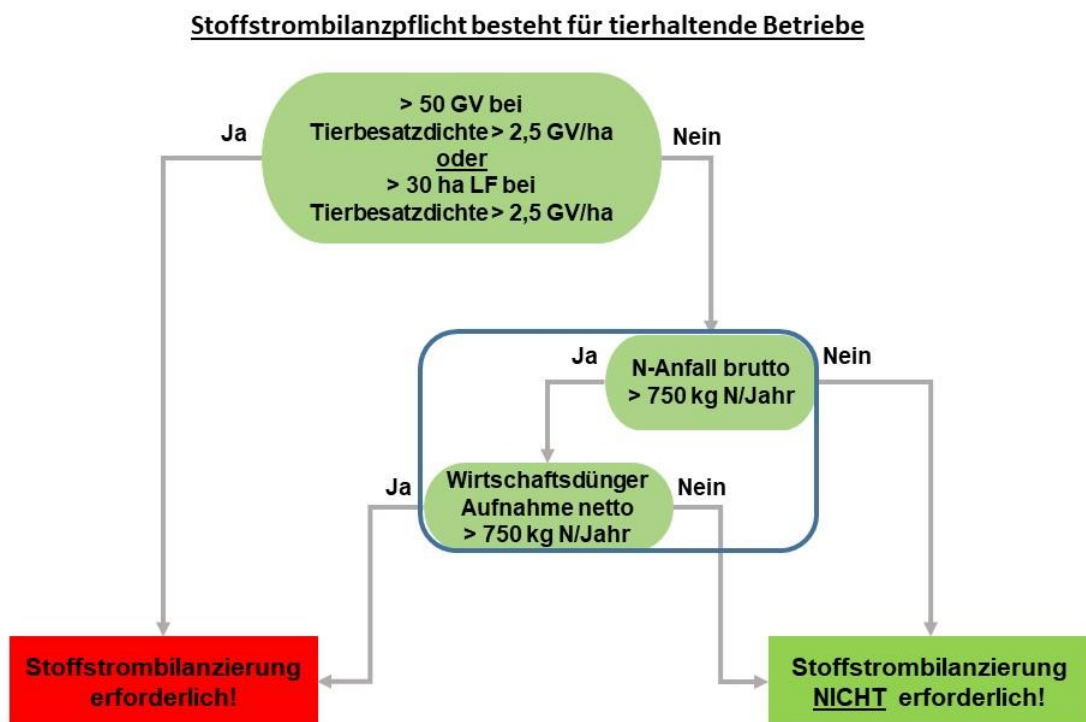 Stoffstrombilanzpflicht besteht für tierhaltende Betriebe
> 50 GV bei
Tierbesatzdichte > 2,5 GV/ha
oder
> 30 ha LF bei
Tierbesatzdichte > 2,5 GV/ha
Ja
Nein
N-Anfall brutto
> 750 kg N/Jahr
Ja
Nein
Wirtschaftsdünger
Aufnahme netto
> 750 kg N/Jahr
Ja
Nein
Stoffstrombilanzierung
erforderlich!
Stoffstrombilanzierung
NICHT erforderlich!